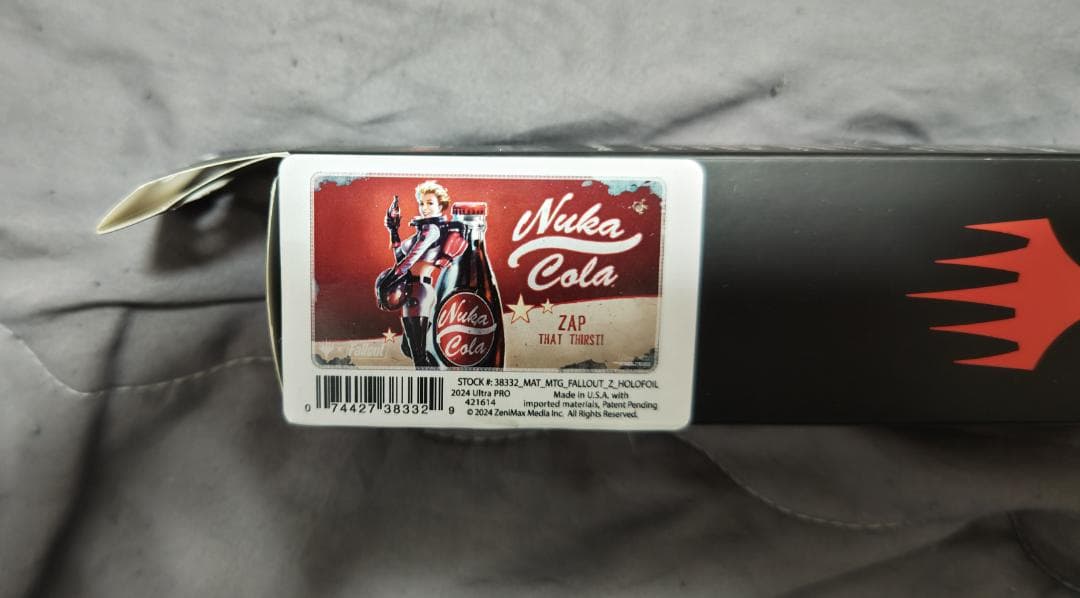 Nuka
Cola
ZAP
THAT THIRST!
Nuka
Cola
Fallout
STOCK #: 38332_MAT_MTG_FALLOUT_Z_HOLOFOIL
2024 Ultra PRO
Made in U.S.A. with
421614
imported materials, Patent Pending
© 2024 ZeniMax Media Inc. All Rights Reserved.
0 74427 38332 9